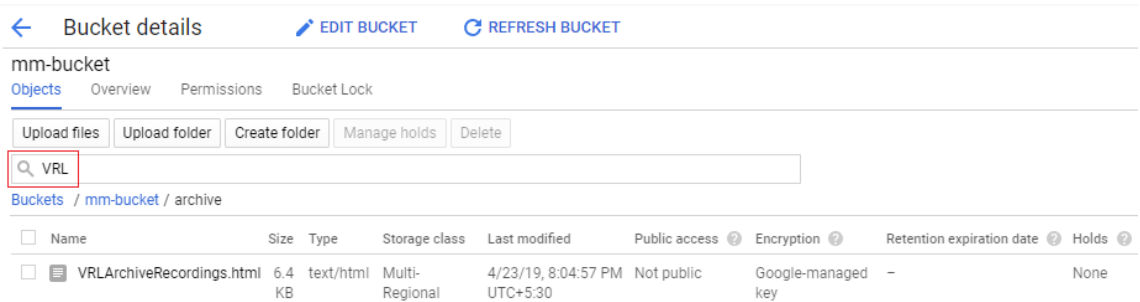 Bucket details EDIT BUCKET REFRESH BUCKET
mm-bucket
Objects Overview Permissions Bucket Lock
Upload files Upload folder Create folder Manage holds Delete
VRL
Buckets / mm-bucket / archive
Name Size Type Storage class Last modified Public access Encryption Retention expiration date Holds
VRLArchiveRecordings.html 6.4 text/html Multi- 4/23/19, 8:04:57 PM Not public Google-managed – None
KB Regional UTC+5:30 key